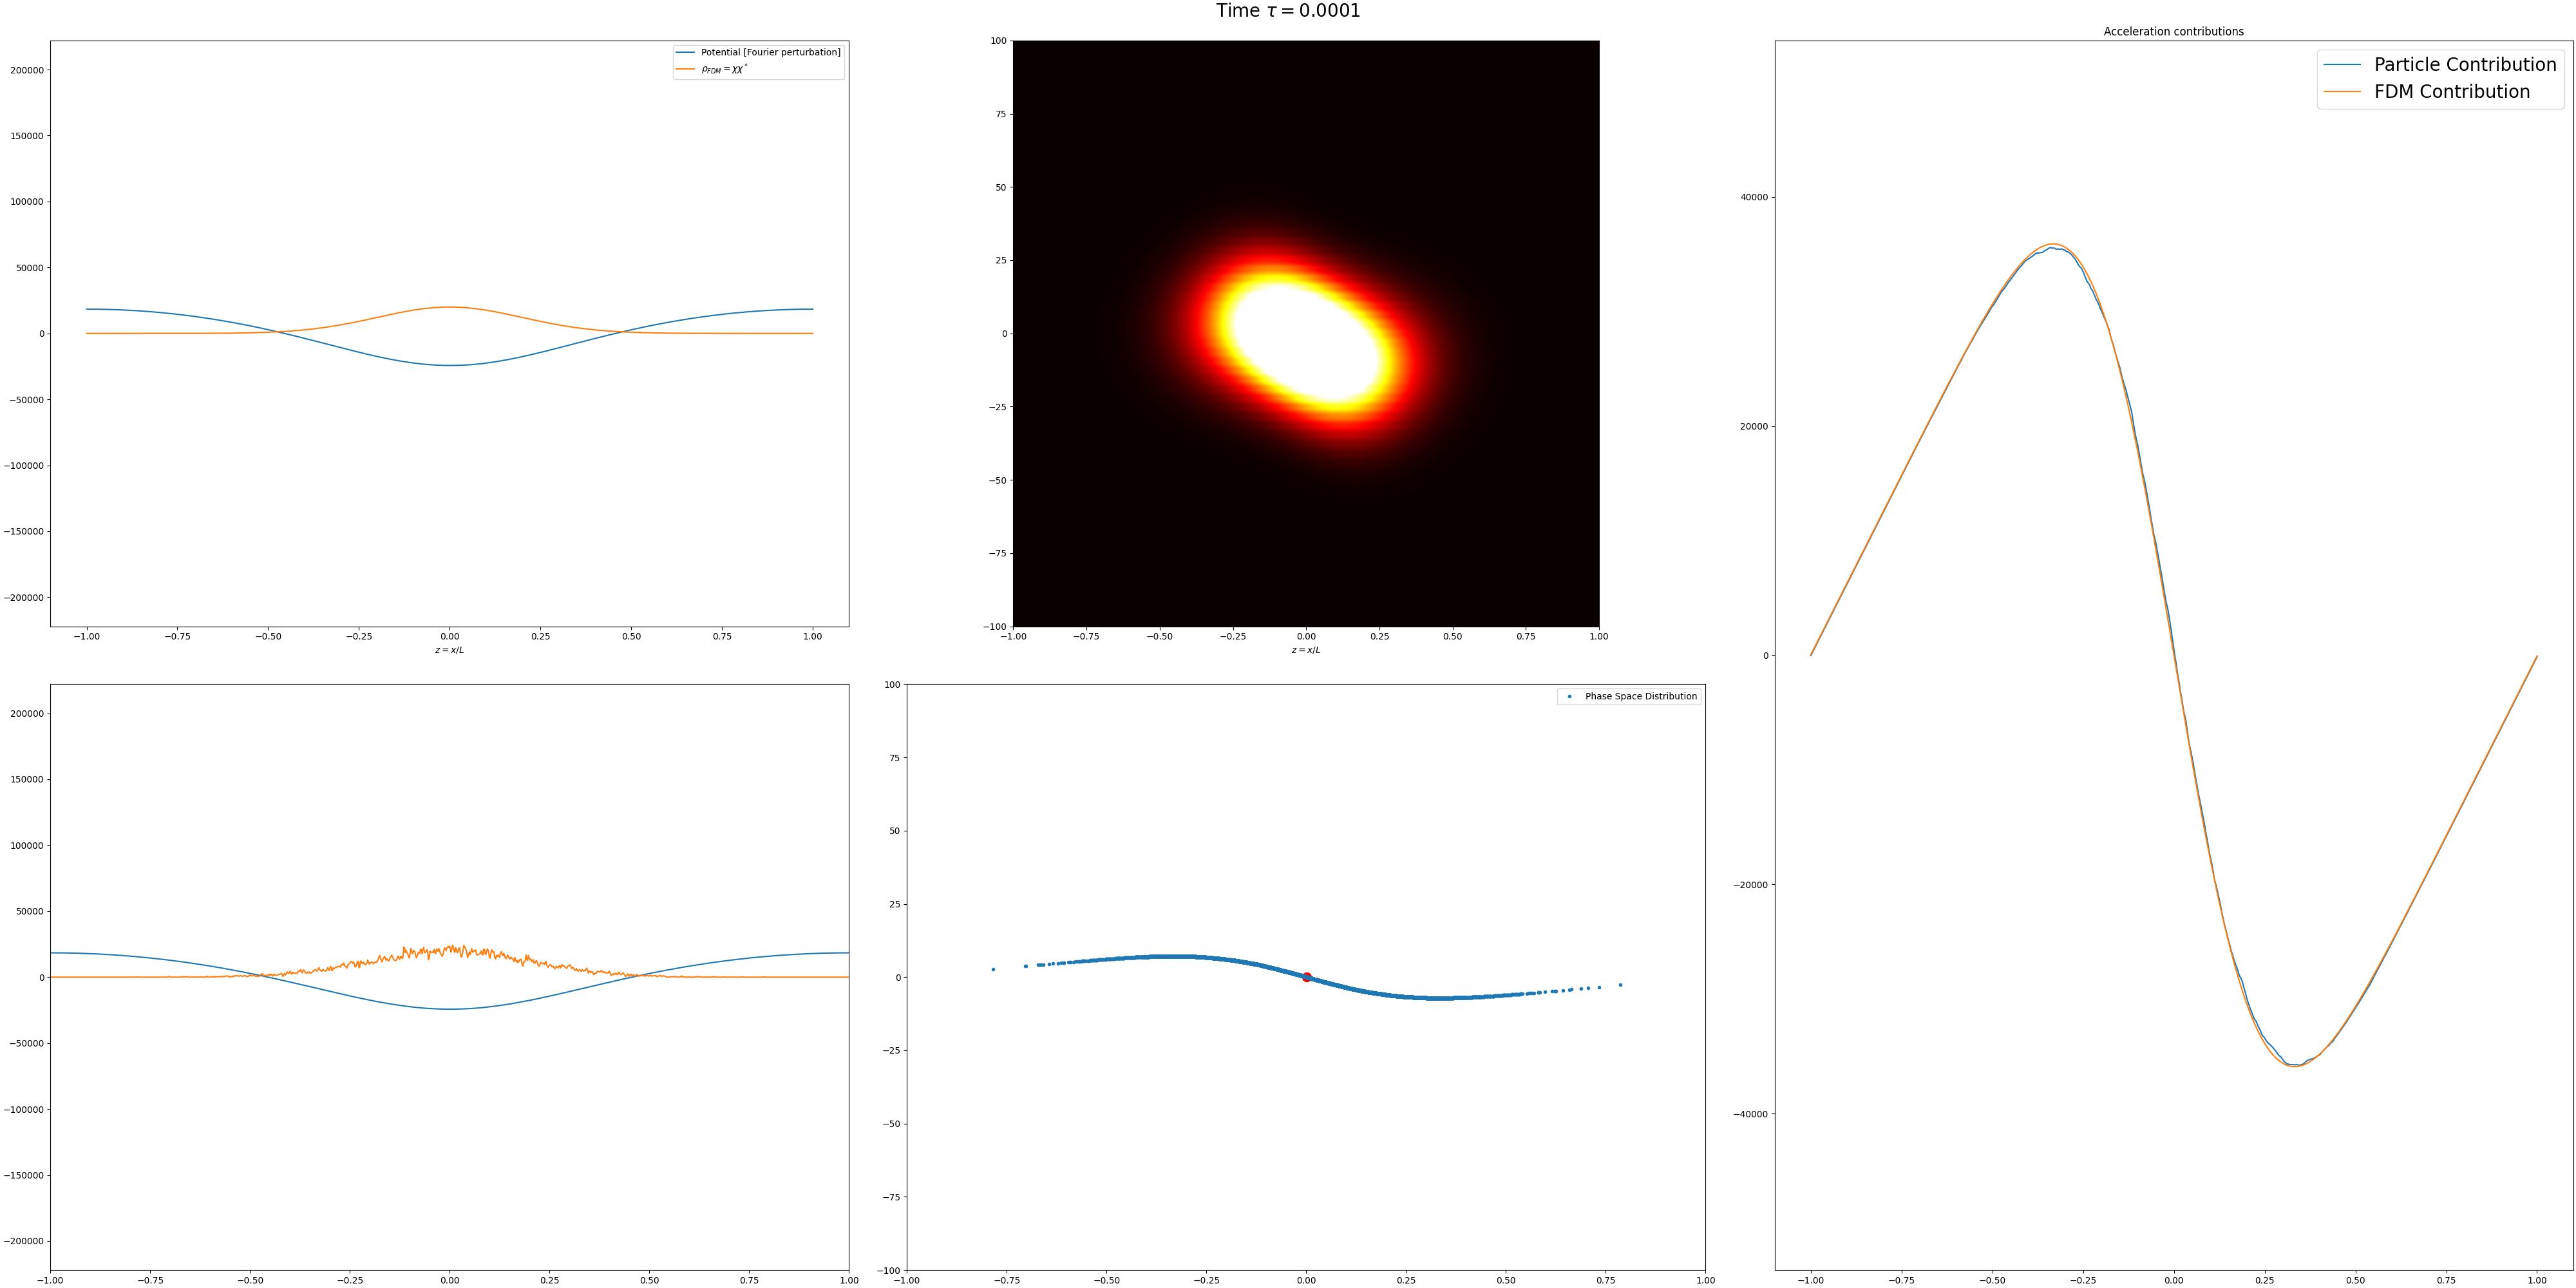 Time τ = 0.0001
200000
150000
100000
50000
0
−50000
−100000
−150000
−200000
−1.00 −0.75 −0.50 −0.25 0.00 0.25 0.50 0.75 1.00
z = x/L
Potential [Fourier perturbation]
ρFDM = χχ*
100
75
50
25
0
−25
−50
−75
−100
−1.00 −0.75 −0.50 −0.25 0.00 0.25 0.50 0.75 1.00
z = x/L
Acceleration contributions
Particle Contribution
FDM Contribution
40000
20000
0
−20000
−40000
−1.00 −0.75 −0.50 −0.25 0.00 0.25 0.50 0.75 1.00
200000
150000
100000
50000
0
−50000
−100000
−150000
−200000
−1.00 −0.75 −0.50 −0.25 0.00 0.25 0.50 0.75 1.00
Phase Space Distribution
100
75
50
25
0
−25
−50
−75
−100
−1.00 −0.75 −0.50 −0.25 0.00 0.25 0.50 0.75 1.00